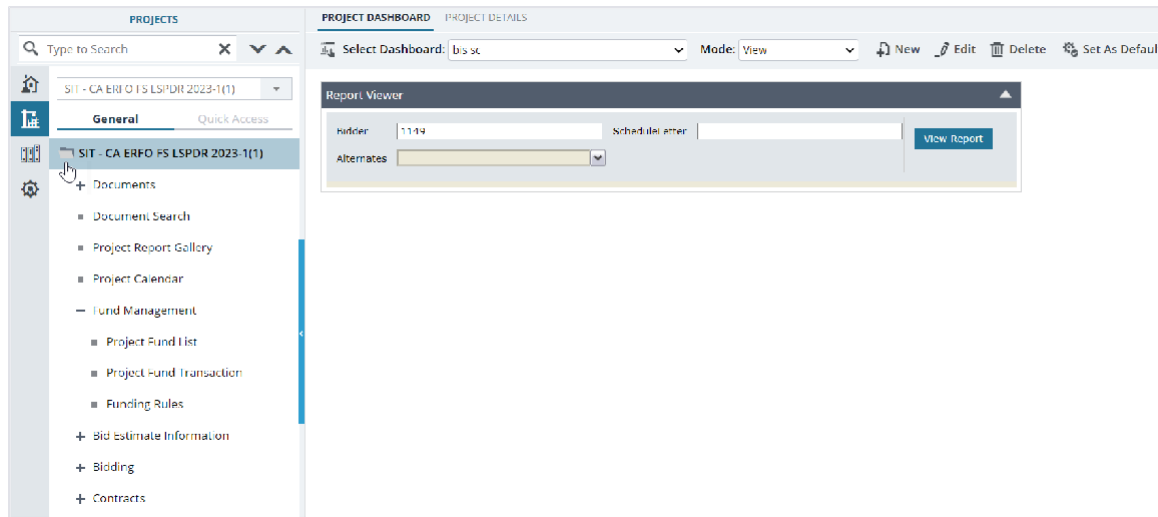 PROJECTS
Type to Search
SIT - CA ERFO FS LSPDR 2023-1(1)
General Quick Access
SIT - CA ERFO FS LSPDR 2023-1(1)
Documents
Document Search
Project Report Gallery
Project Calendar
Fund Management
Project Fund List
Project Fund Transaction
Funding Rules
Bid Estimate Information
Bidding
Contracts
PROJECT DASHBOARD PROJECT DETAILS
Select Dashboard: bis sc Mode: View New Edit Delete Set As Defaul
Report Viewer
Bidder 1149 ScheduleLetter View Report
Alternates